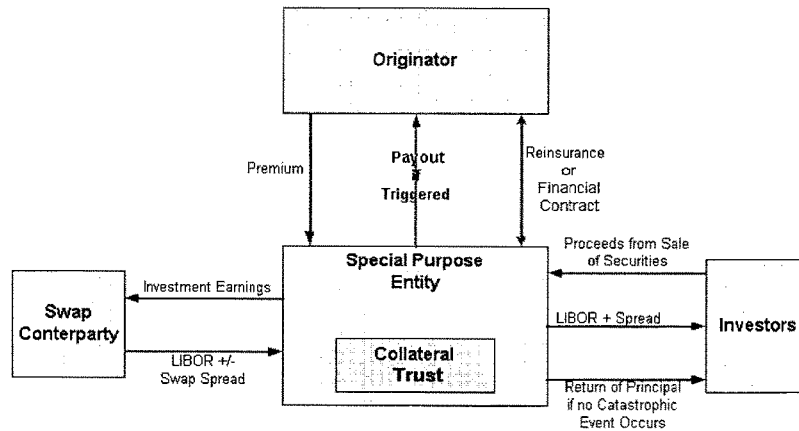 Originator
Premium
Payout
Triggered
Reinsurance
or
Financial
Contract
Special Purpose
Entity
Proceeds from Sale
of Securities
Swap
Conterparty
Investment Earnings
LIBOR +/-
Swap Spread
Collateral
Trust
LIBOR + Spread
Investors
Return of Principal
if no Catastrophic
Event Occurs